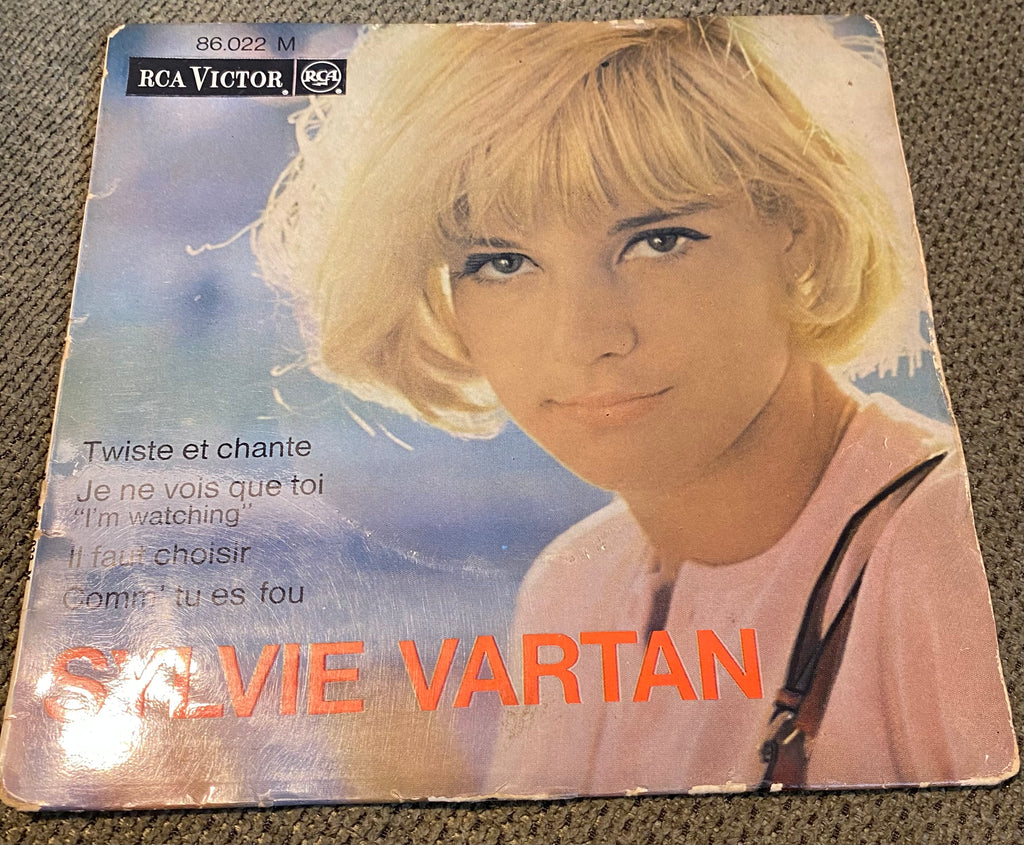 86.022 M
RCA VICTOR. RCA
Twiste et chante
Je ne vois que toi
"I'm watching"
Il faut choisir
Comm' tu es fou
SYLVIE VARTAN